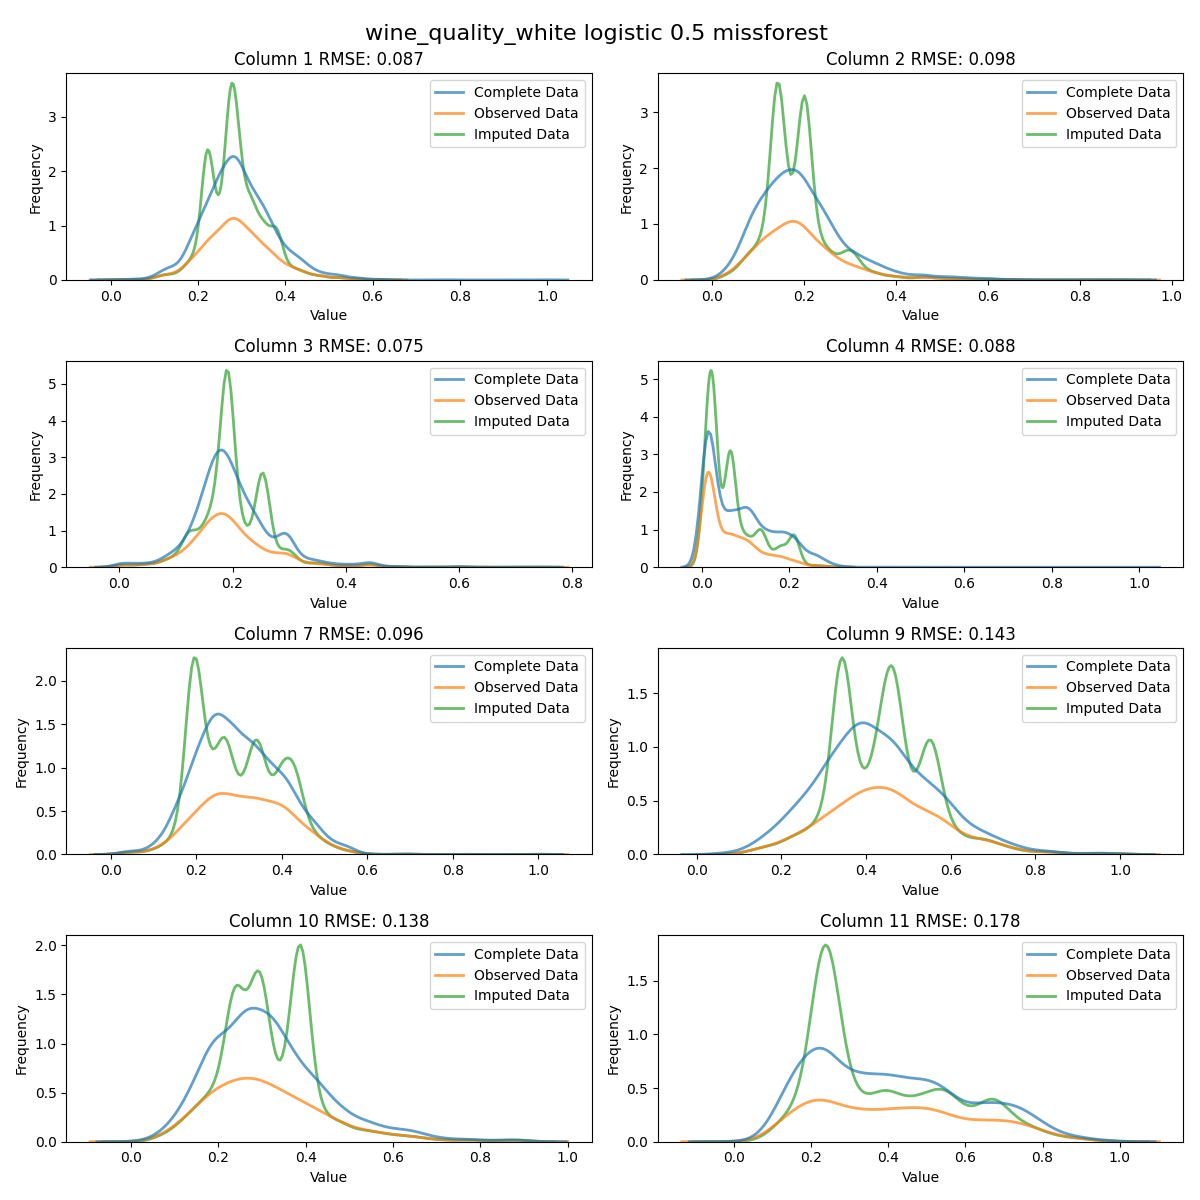 wine_quality_white logistic 0.5 missforest
Column 1 RMSE: 0.087
Frequency
3
2
1
0
0.0 0.2 0.4 0.6 0.8 1.0
Value
Complete Data
Observed Data
Imputed Data
Column 2 RMSE: 0.098
Frequency
3
2
1
0
0.0 0.2 0.4 0.6 0.8 1.0
Value
Complete Data
Observed Data
Imputed Data
Column 3 RMSE: 0.075
Frequency
5
4
3
2
1
0
0.0 0.2 0.4 0.6 0.8
Value
Complete Data
Observed Data
Imputed Data
Column 4 RMSE: 0.088
Frequency
5
4
3
2
1
0
0.0 0.2 0.4 0.6 0.8 1.0
Value
Complete Data
Observed Data
Imputed Data
Column 7 RMSE: 0.096
Frequency
2.0
1.5
1.0
0.5
0.0
0.0 0.2 0.4 0.6 0.8 1.0
Value
Complete Data
Observed Data
Imputed Data
Column 9 RMSE: 0.143
Frequency
1.5
1.0
0.5
0.0
0.0 0.2 0.4 0.6 0.8 1.0
Value
Complete Data
Observed Data
Imputed Data
Column 10 RMSE: 0.138
Frequency
2.0
1.5
1.0
0.5
0.0
0.0 0.2 0.4 0.6 0.8 1.0
Value
Complete Data
Observed Data
Imputed Data
Column 11 RMSE: 0.178
Frequency
1.5
1.0
0.5
0.0
0.0 0.2 0.4 0.6 0.8 1.0
Value
Complete Data
Observed Data
Imputed Data